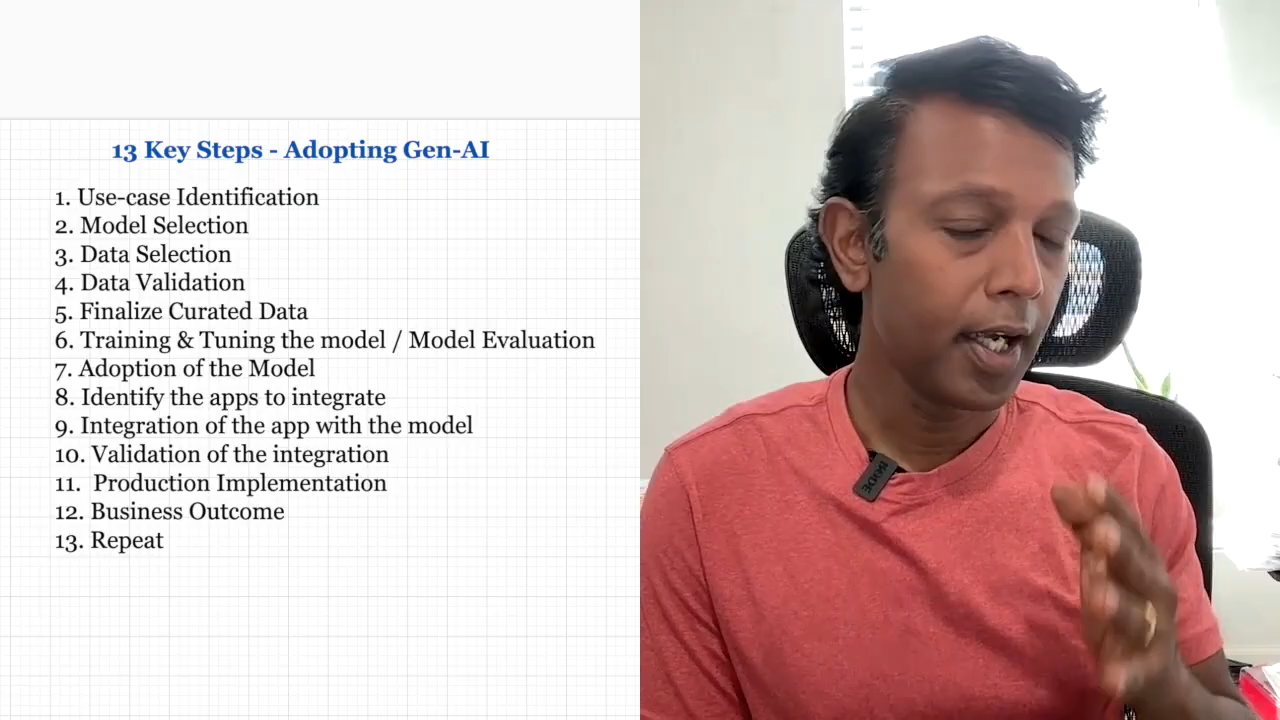 13 Key Steps - Adopting Gen-AI
1. Use-case Identification
2. Model Selection
3. Data Selection
4. Data Validation
5. Finalize Curated Data
6. Training & Tuning the model / Model Evaluation
7. Adoption of the Model
8. Identify the apps to integrate
9. Integration of the app with the model
10. Validation of the integration
11. Production Implementation
12. Business Outcome
13. Repeat
RODE